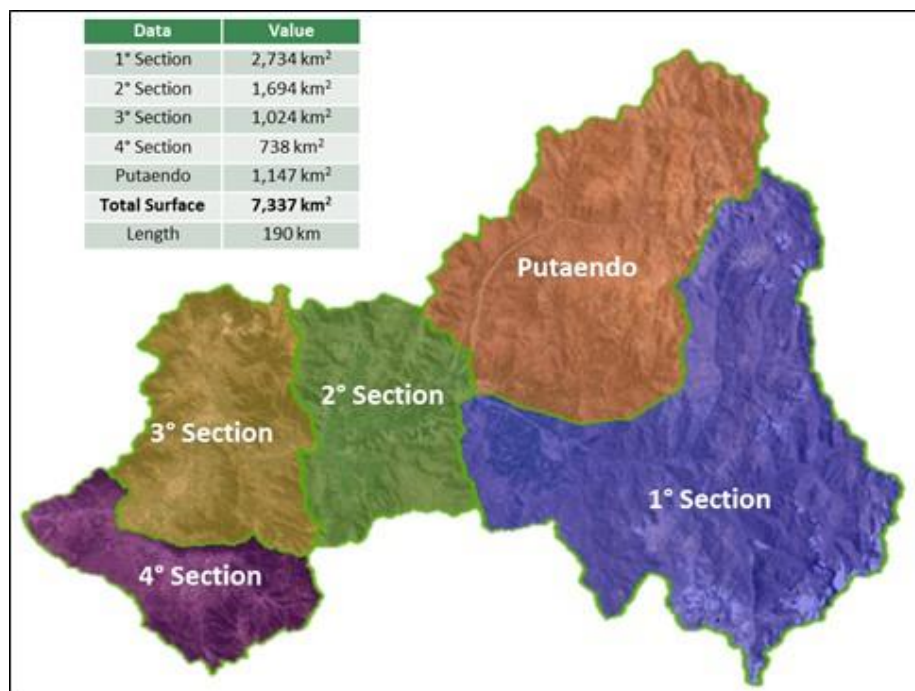 Data Value
1° Section 2,734 km²
2° Section 1,694 km²
3° Section 1,024 km²
4° Section 738 km²
Putaendo 1,147 km²
Total Surface 7,337 km²
Length 190 km
Putaendo
2° Section
3° Section
1° Section
4° Section